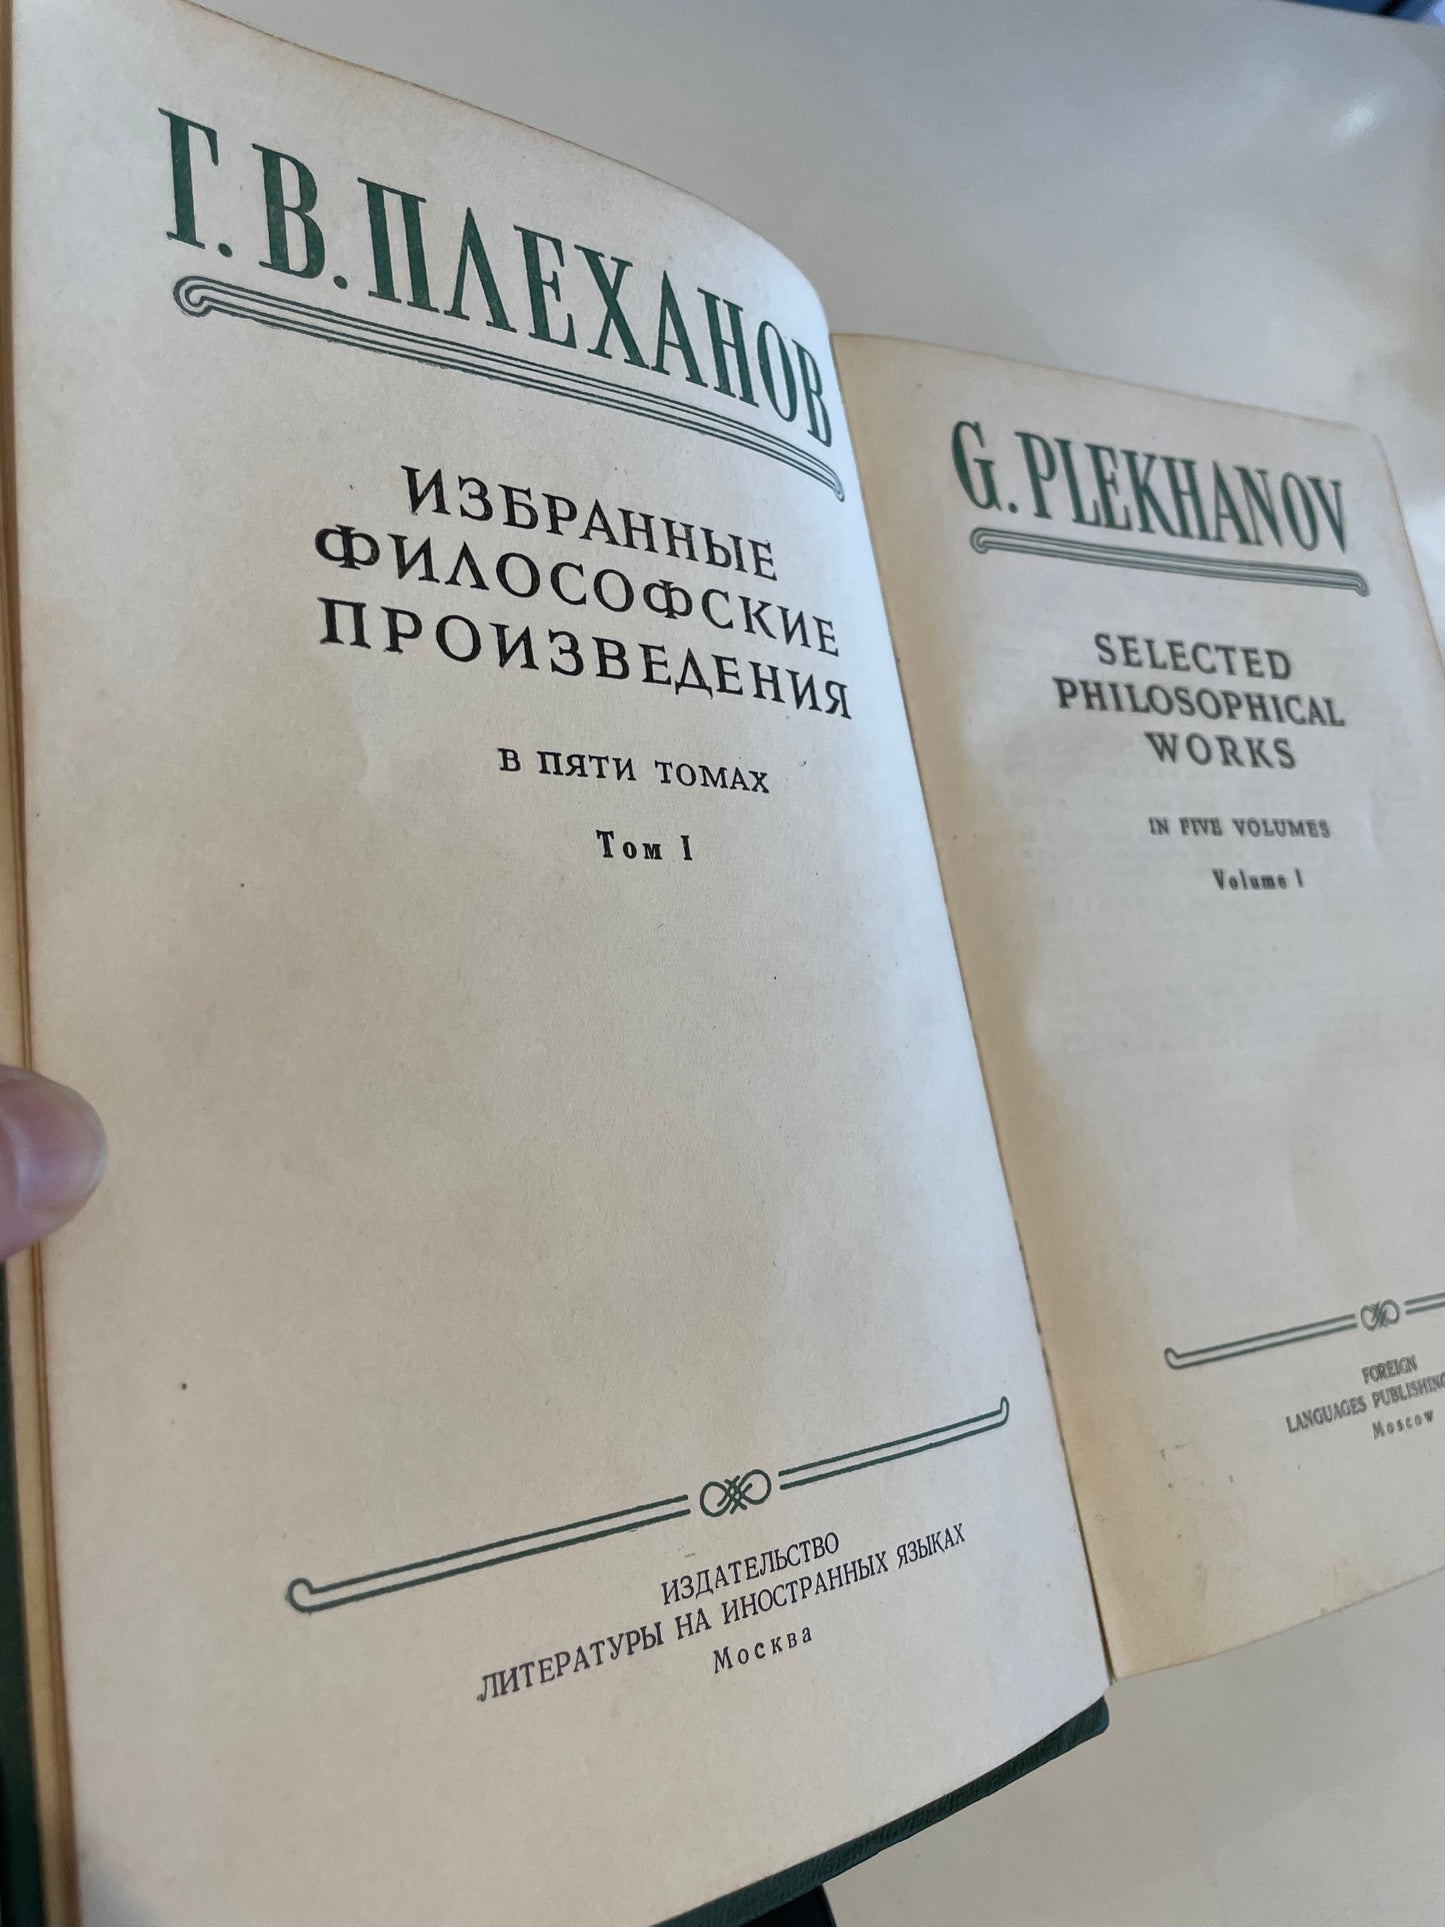 Г. В. ПЛЕХАНОВ
ИЗБРАННЫЕ
ФИЛОСОФСКИЕ
ПРОИЗВЕДЕНИЯ
В ПЯТИ ТОМАХ
Том I
ИЗДАТЕЛЬСТВО
ЛИТЕРАТУРЫ НА ИНОСТРАННЫХ ЯЗЫКАХ
Москва
G. PLEKHANOV
SELECTED
PHILOSOPHICAL
WORKS
IN FIVE VOLUMES
Volume I
FOREIGN
LANGUAGES PUBLISHING
Moscow